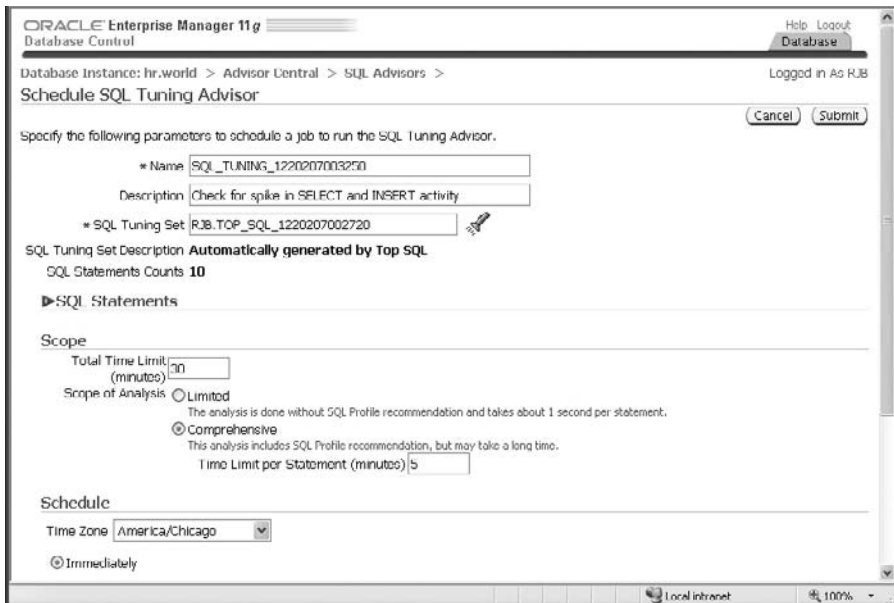 ORACLE Enterprise Manager 11g
Database Control
Help Logout
Database
Database Instance: hr.world > Advisor Central > SQL Advisors >
Logged in As RJB
Schedule SQL Tuning Advisor
Cancel Submit
Specify the following parameters to schedule a job to run the SQL Tuning Advisor.
* Name SQL_TUNING_1220207003250
Description Check for spike in SELECT and INSERT activity
* SQL Tuning Set RJB.TOP_SQL_1220207002720
SQL Tuning Set Description Automatically generated by Top SQL
SQL Statements Counts 10
SQL Statements
Scope
Total Time Limit (minutes) 30
Scope of Analysis Limited
The analysis is done without SQL Profile recommendation and takes about 1 second per statement.
Comprehensive
This analysis includes SQL Profile recommendation, but may take a long time.
Time Limit per Statement (minutes) 5
Schedule
Time Zone America/Chicago
Immediately
Local intranet
100%